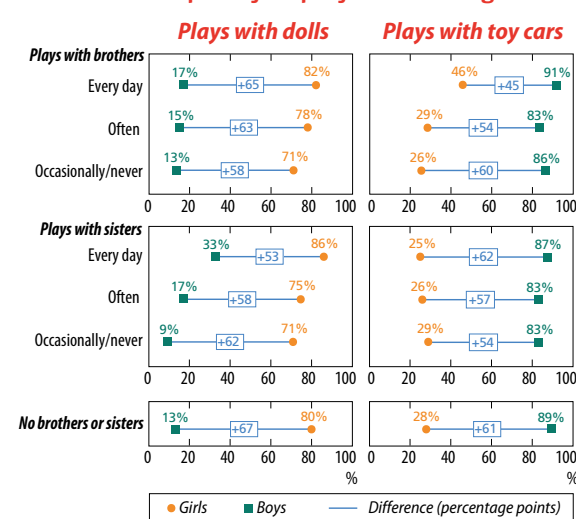 Plays with dolls Plays with toy cars
Plays with brothers
17% 82% 46% 91%
Every day +65 +45
15% 78% 29% 83%
Often +63 +54
13% 71% 26% 86%
Occasionally/never +58 +60
0 20 40 60 80 100 0 20 40 60 80 100
Plays with sisters
33% 86% 25% 87%
Every day +53 +62
17% 75% 26% 83%
Often +58 +57
9% 71% 29% 83%
Occasionally/never +62 +54
0 20 40 60 80 100 0 20 40 60 80 100
13% 80% 28% 89%
No brothers or sisters +67 +61
0 20 40 60 80 100 0 20 40 60 80 100
% %
Girls Boys Difference (percentage points)